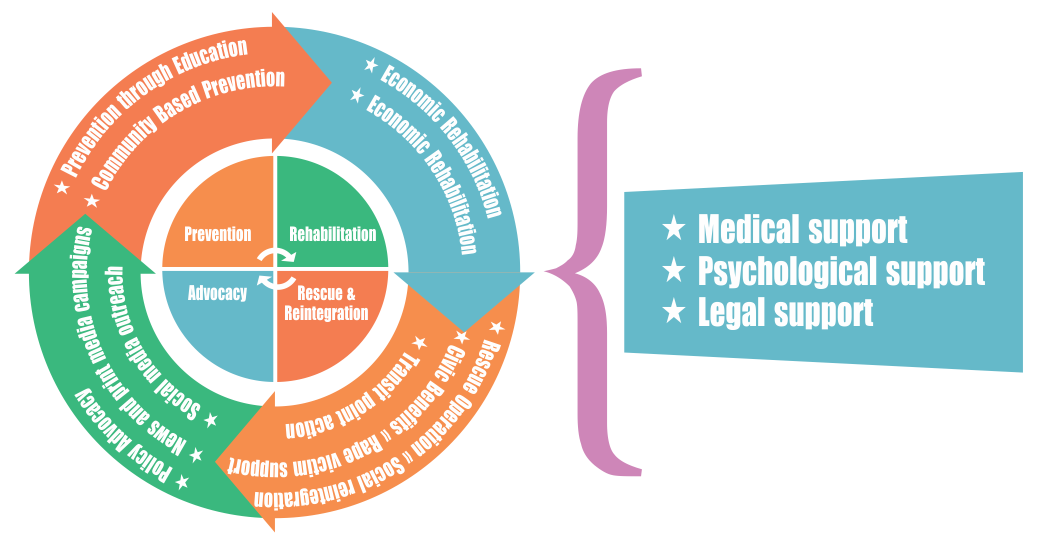 ★ Prevention through Education
★ Community Based Prevention
★ Economic Rehabilitation
★ Economic Rehabilitation
Prevention
Rehabilitation
Advocacy
Rescue &
Reintegration
★ Rescue Operation « Social reintegration
★ Civic Benefits « Rape victim support
★ Transit point action
★ Social media outreach
★ News and print media campaigns
★ Policy Advocacy
★ Medical support
★ Psychological support
★ Legal support